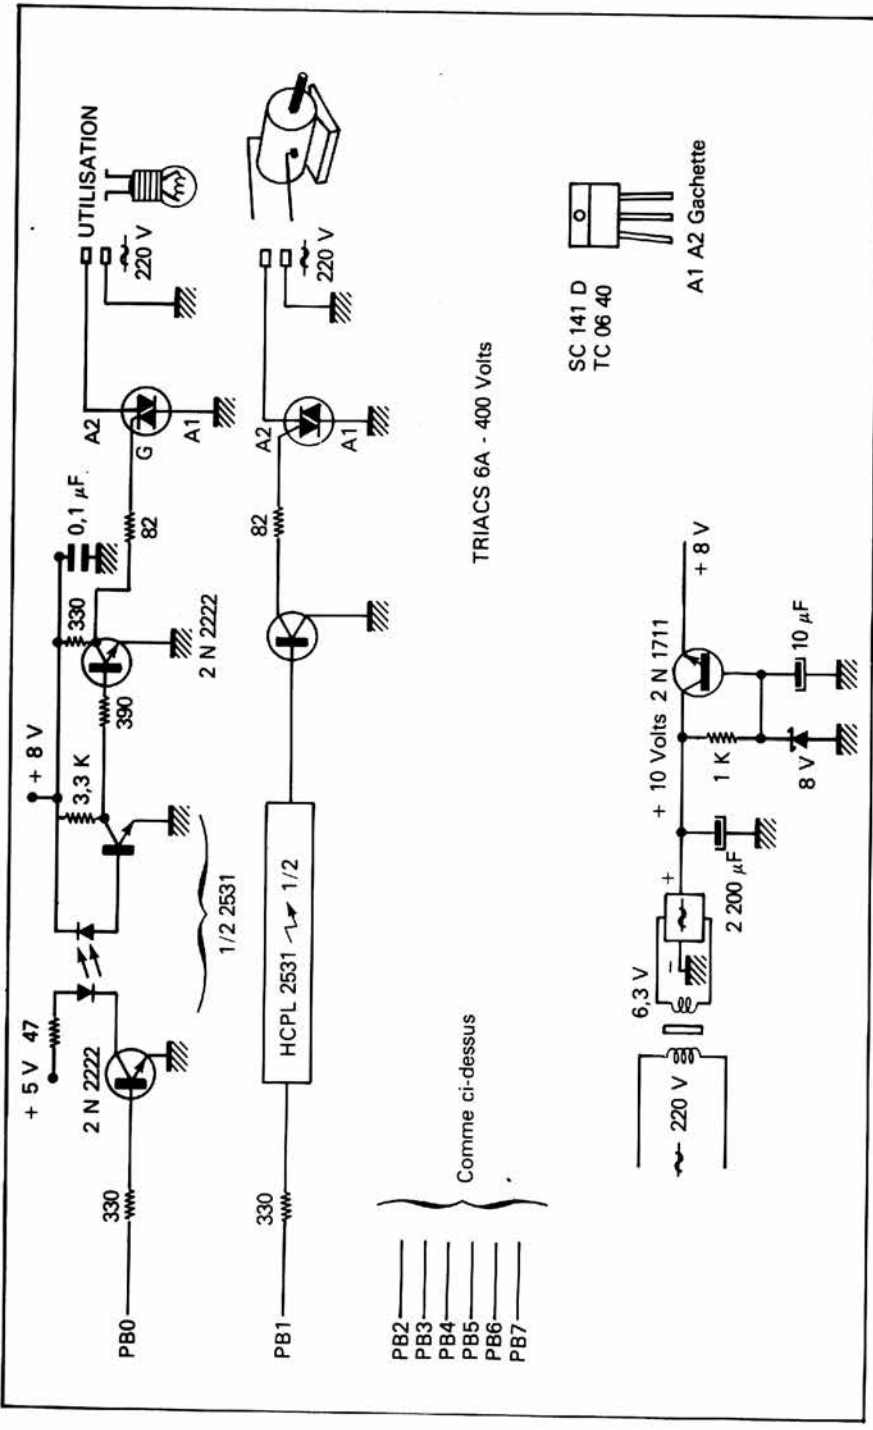 + 5 V 47
+ 8 V
3,3 K
330
0,1 µF
UTILISATION
A2
G
A1
82
220 V
2 N 2222
390
2 N 2222
330
PB0
1/2 2531
PB1
330
HCPL 2531 1/2
82
A2
A1
220 V
PB2
PB3
PB4
PB5
PB6
PB7
Comme ci-dessus
TRIACS 6A - 400 Volts
SC 141 D
TC 06 40
A1 A2 Gachette
220 V
6,3 V
+
−
2 200 µF
+ 10 Volts 2 N 1711
1 K
8 V
10 µF
+ 8 V